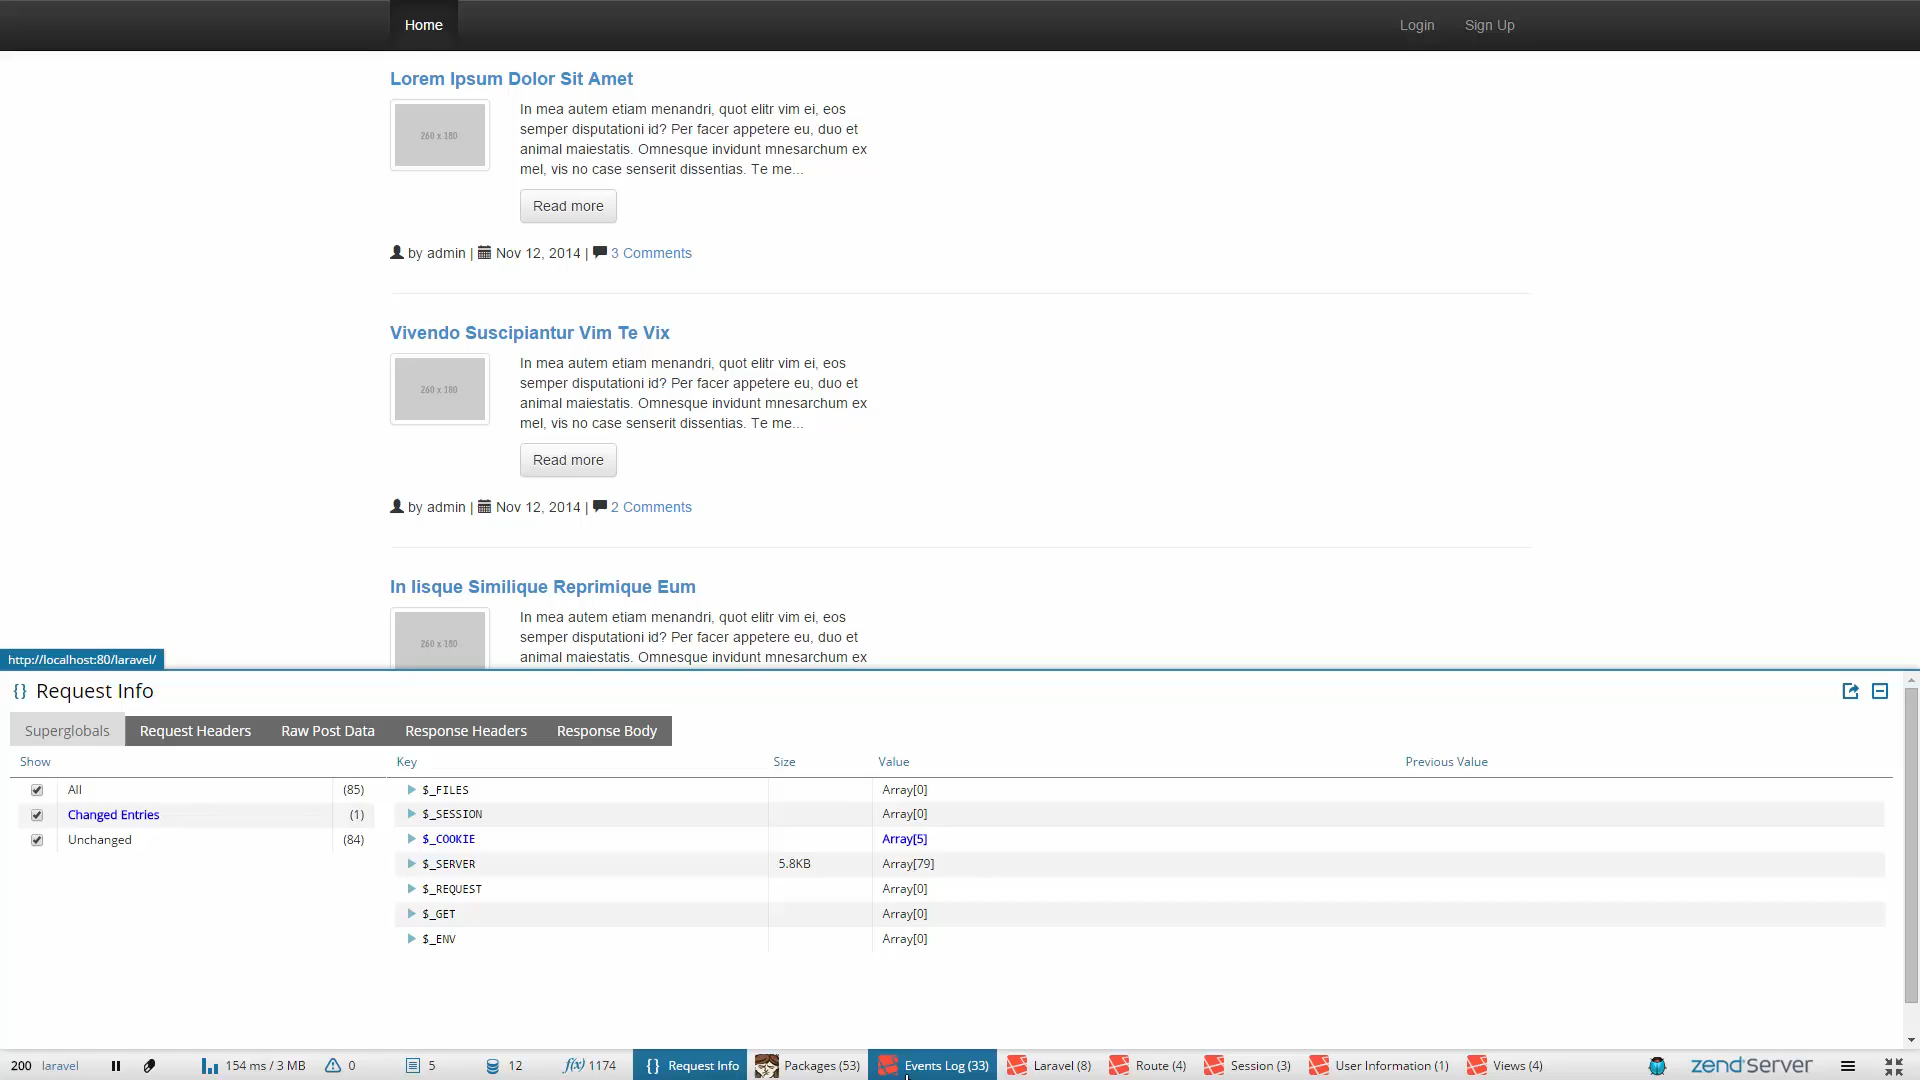 Home
Login
Sign Up
Lorem Ipsum Dolor Sit Amet
260 x 180
In mea autem etiam menandri, quot elitr vim ei, eos
semper disputationi id? Per facer appetere eu, duo et
animal maiestatis. Omnesque invidunt mnesarchum ex
mel, vis no case senserit dissentias. Te me...
Read more
by admin | Nov 12, 2014 | 3 Comments
Vivendo Suscipiantur Vim Te Vix
260 x 180
In mea autem etiam menandri, quot elitr vim ei, eos
semper disputationi id? Per facer appetere eu, duo et
animal maiestatis. Omnesque invidunt mnesarchum ex
mel, vis no case senserit dissentias. Te me...
Read more
by admin | Nov 12, 2014 | 2 Comments
In Iisque Similique Reprimique Eum
260 x 180
In mea autem etiam menandri, quot elitr vim ei, eos
semper disputationi id? Per facer appetere eu, duo et
animal maiestatis. Omnesque invidunt mnesarchum ex
http://localhost:80/laravel/
{} Request Info
Superglobals Request Headers Raw Post Data Response Headers Response Body
Show
All (85)
Changed Entries (1)
Unchanged (84)
Key Size Value Previous Value
$_FILES Array[0]
$_SESSION Array[0]
$_COOKIE Array[5]
$_SERVER 5.8KB Array[79]
$_REQUEST Array[0]
$_GET Array[0]
$_ENV Array[0]
200 laravel 154 ms / 3 MB 0 5 12 f(x) 1174 {} Request Info Packages (53) Events Log (33) Laravel (8) Route (4) Session (3) User Information (1) Views (4) zend Server